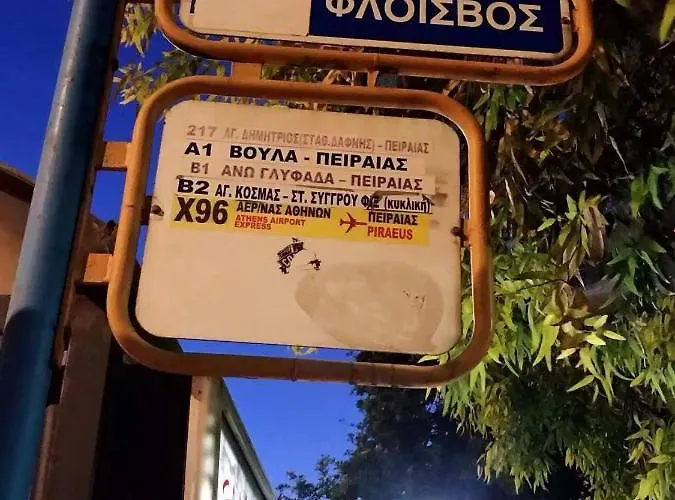 ΦΛΟΙΣΒΟΣ
217 ΑΓ. ΔΗΜΗΤΡΙΟΣ(ΣΤΑΘ.ΔΑΦΝΗΣ) - ΠΕΙΡΑΙΑΣ
Α1 ΒΟΥΛΑ - ΠΕΙΡΑΙΑΣ
Β1 ΑΝΩ ΓΛΥΦΑΔΑ - ΠΕΙΡΑΙΑΣ
Β2 ΑΓ. ΚΟΣΜΑΣ - ΣΤ. ΣΥΓΓΡΟΥ ΦΙΞ (κυκλική)
Χ96 ΑΕΡ/ΝΑΣ ΑΘΗΝΩΝ ΠΕΙΡΑΙΑΣ
ATHENS AIRPORT PIRAEUS
EXPRESS